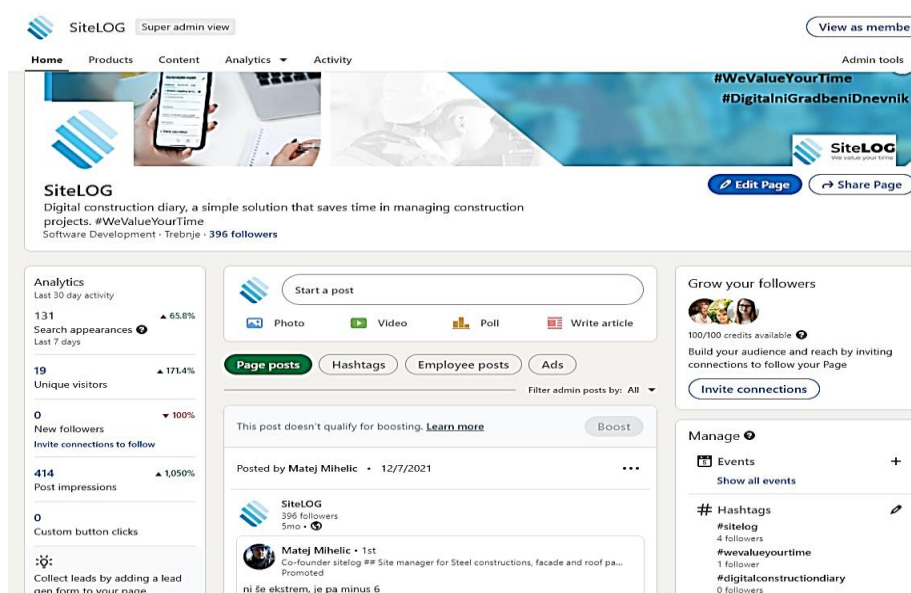 SiteLOG Super admin view
View as membe
Home Products Content Analytics Activity
Admin tools
#WeValueYourTime
#DigitalniGradbeniDnevnik
SiteLOG
We value your time
Edit Page Share Page
SiteLOG
Digital construction diary, a simple solution that saves time in managing construction
projects. #WeValueYourTime
Software Development · Trebnje · 396 followers
Analytics
Last 30 day activity
131 ▲ 65.8%
Search appearances ?
Last 7 days
19 ▲ 171.4%
Unique visitors
0 ▼ 100%
New followers
Invite connections to follow
414 ▲ 1,050%
Post impressions
0
Custom button clicks
Collect leads by adding a lead
gen form to your page
Start a post
Photo Video Poll Write article
Page posts Hashtags Employee posts Ads
Filter admin posts by: All
This post doesn't qualify for boosting. Learn more Boost
Posted by Matej Mihelic • 12/7/2021
SiteLOG
396 followers
5mo •
Matej Mihelic • 1st
Co-founder sitelog ## Site manager for Steel constructions, facade and roof pa...
Promoted
ni še ekstrem, je pa minus 6
Grow your followers
100/100 credits available ?
Build your audience and reach by inviting
connections to follow your Page
Invite connections
Manage ?
Events +
Show all events
# Hashtags
#sitelog
4 followers
#wevalueyourtime
1 follower
#digitalconstructiondiary
0 followers